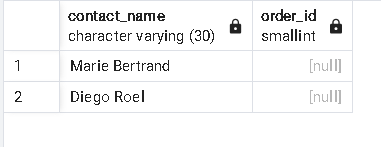 contact_name order_id
character varying (30) smallint
1 Marie Bertrand [null]
2 Diego Roel [null]